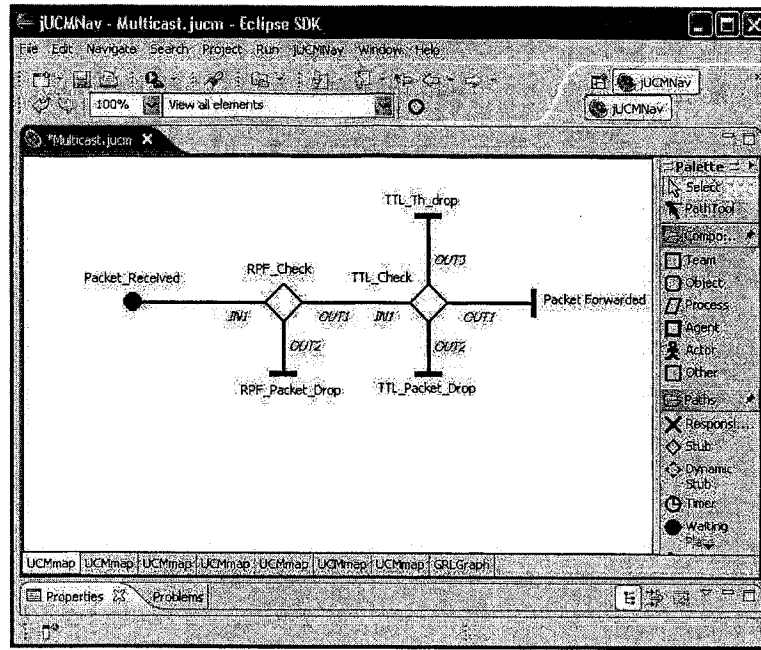 jUCMNav - Multicast.jucm - Eclipse SDK
File Edit Navigate Search Project Run jUCMNav Window Help
jUCMNav
100% View all elements
jUCMNav
*Multicast.jucm
Palette
Select
PathTool
Compo...
Team
Object
Process
Agent
Actor
Other
Paths
Responsi...
Stub
Dynamic
Stub
Timer
Waiting
Place
TTL_Th_drop
OUT3
Packet_Received
RPF_Check
TTL_Check
Packet Forwarded
IN1
OUT1
IN1
OUT1
OUT2
OUT2
RPF_Packet_Drop
TTL_Packet_Drop
UCMmap UCMmap UCMmap UCMmap UCMmap UCMmap UCMmap GRLGraph
Properties Problems